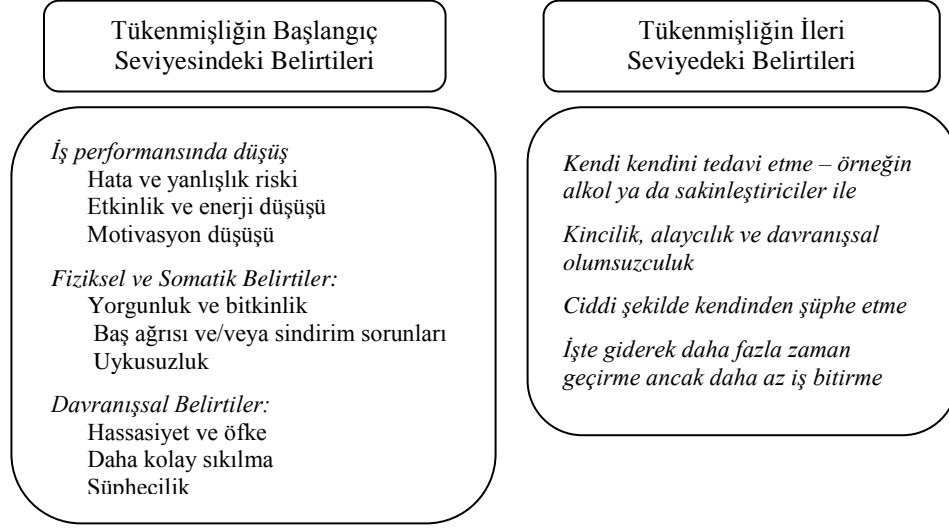 Tükenmişliğin Başlangıç
Seviyesindeki Belirtileri
İş performansında düşüş
Hata ve yanlışlık riski
Etkinlik ve enerji düşüşü
Motivasyon düşüşü
Fiziksel ve Somatik Belirtiler:
Yorgunluk ve bitkinlik
Baş ağrısı ve/veya sindirim sorunları
Uykusuzluk
Davranışsal Belirtiler:
Hassasiyet ve öfke
Daha kolay sıkılma
Şüphecilik
Tükenmişliğin İleri
Seviyedeki Belirtileri
Kendi kendini tedavi etme – örneğin
alkol ya da sakinleştiriciler ile
Kincilik, alaycılık ve davranışsal
olumsuzculuk
Ciddi şekilde kendinden şüphe etme
İşte giderek daha fazla zaman
geçirme ancak daha az iş bitirme